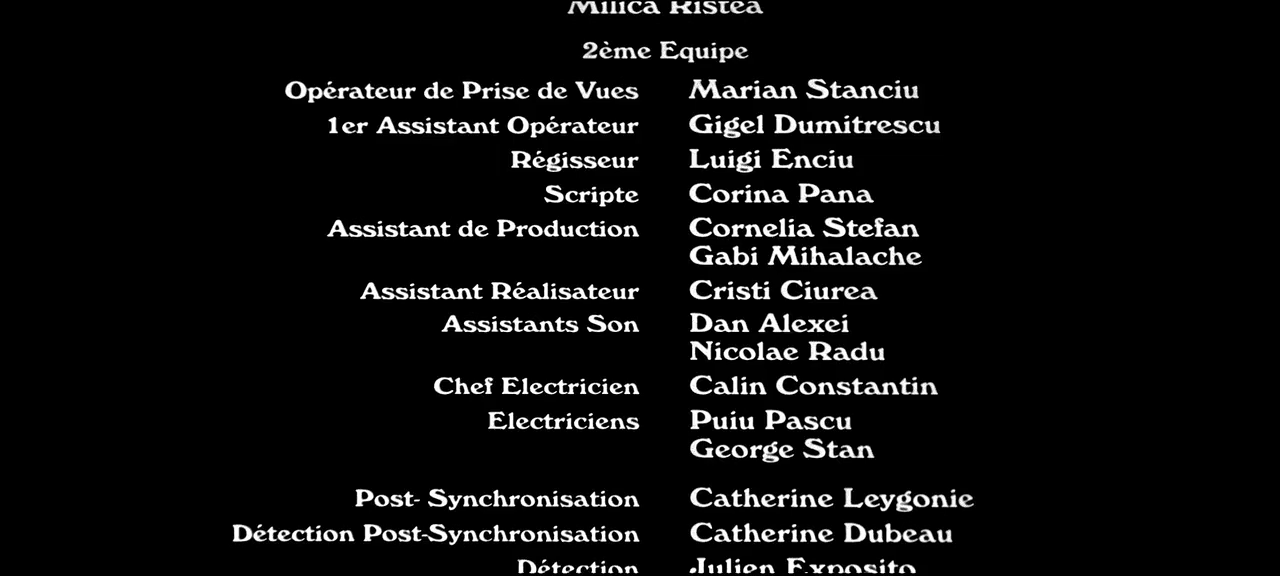 Milica Ristea
2ème Equipe
Opérateur de Prise de Vues Marian Stanciu
1er Assistant Opérateur Gigel Dumitrescu
Régisseur Luigi Enciu
Scripte Corina Pana
Assistant de Production Cornelia Stefan
Gabi Mihalache
Assistant Réalisateur Cristi Ciurea
Assistants Son Dan Alexei
Nicolae Radu
Chef Electricien Calin Constantin
Electriciens Puiu Pascu
George Stan
Post- Synchronisation Catherine Leygonie
Détection Post-Synchronisation Catherine Dubeau
Détection Julien Exposito